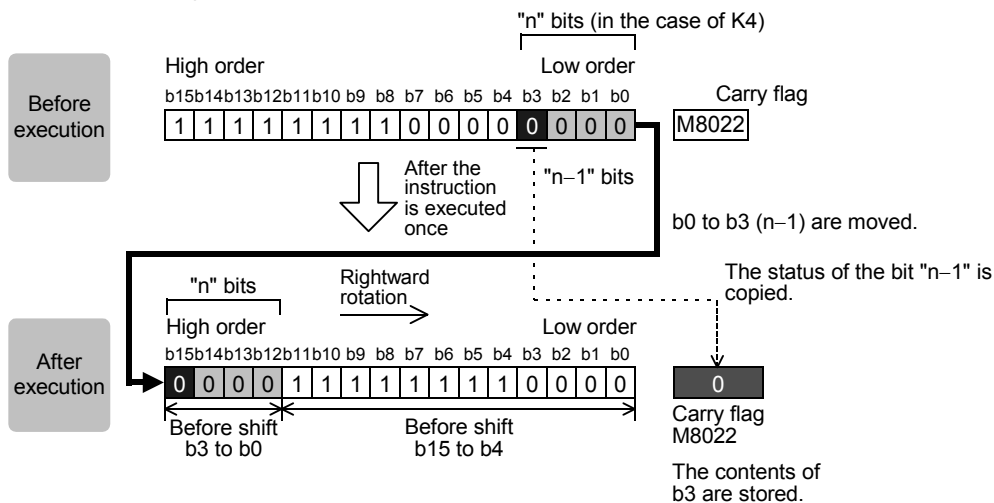 "n" bits (in the case of K4)
High order Low order
b15b14b13b12b11b10 b9 b8 b7 b6 b5 b4 b3 b2 b1 b0
Carry flag
Before
execution
1 1 1 1 1 1 1 1 0 0 0 0 0 0 0 0
M8022
After the
instruction
is executed
once
"n−1" bits
b0 to b3 (n−1) are moved.
The status of the bit "n−1" is
copied.
"n" bits
Rightward
rotation
High order Low order
b15b14b13b12b11b10 b9 b8 b7 b6 b5 b4 b3 b2 b1 b0
After
execution
0 0 0 0 1 1 1 1 1 1 1 1 0 0 0 0
0
Before shift
b3 to b0
Before shift
b15 to b4
Carry flag
M8022
The contents of
b3 are stored.